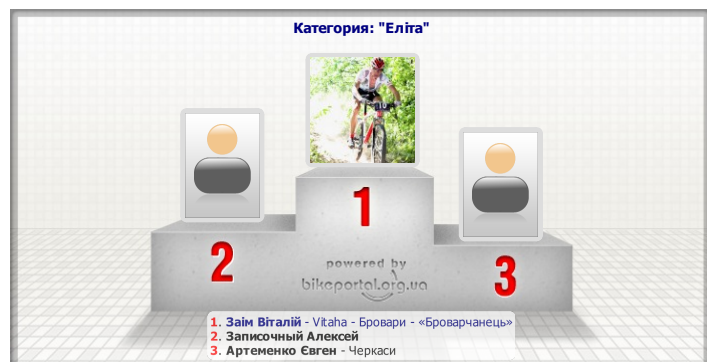 Категория: "Еліта"
10
1
2
3
powered by
bikeportal.org.ua
1. Заім Віталій - Vitaha - Бровари - «Броварчанець»
2. Записочный Алексей
3. Артеменко Євген - Черкаси